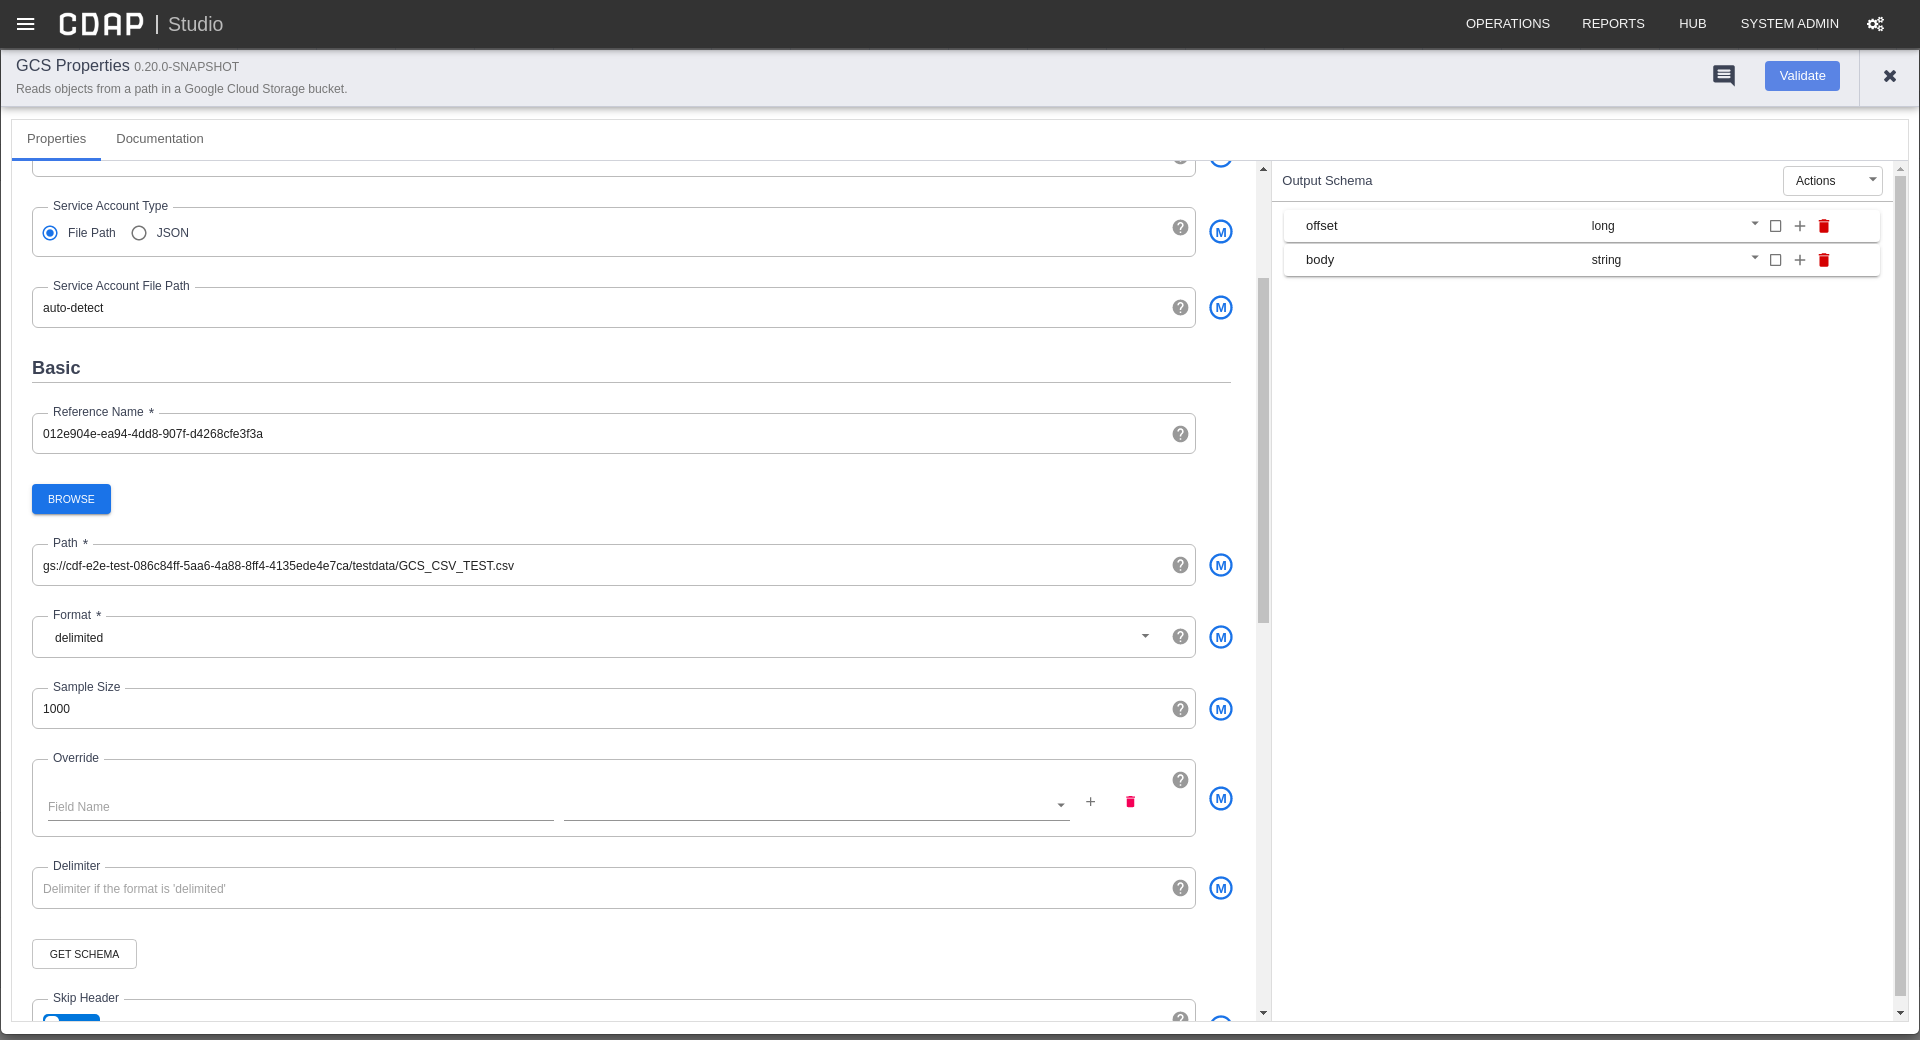 CDAP | Studio
OPERATIONS REPORTS HUB SYSTEM ADMIN
GCS Properties 0.20.0-SNAPSHOT
Reads objects from a path in a Google Cloud Storage bucket.
Validate
Properties Documentation
Output Schema
Actions
offset long
body string
Service Account Type
File Path JSON
M
Service Account File Path
auto-detect
M
Basic
Reference Name *
012e904e-ea94-4dd8-907f-d4268cfe3f3a
BROWSE
Path *
gs://cdf-e2e-test-086c84ff-5aa6-4a88-8ff4-4135ede4e7ca/testdata/GCS_CSV_TEST.csv
M
Format *
delimited
M
Sample Size
1000
M
Override
Field Name
M
Delimiter
Delimiter if the format is 'delimited'
M
GET SCHEMA
Skip Header